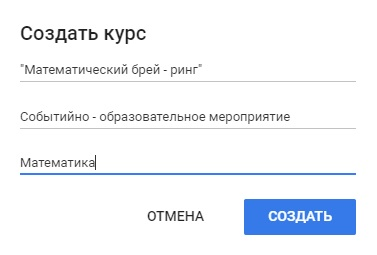 Создать курс
"Математический брей - ринг"
Событийно - образовательное мероприятие
Математика
ОТМЕНА
СОЗДАТЬ